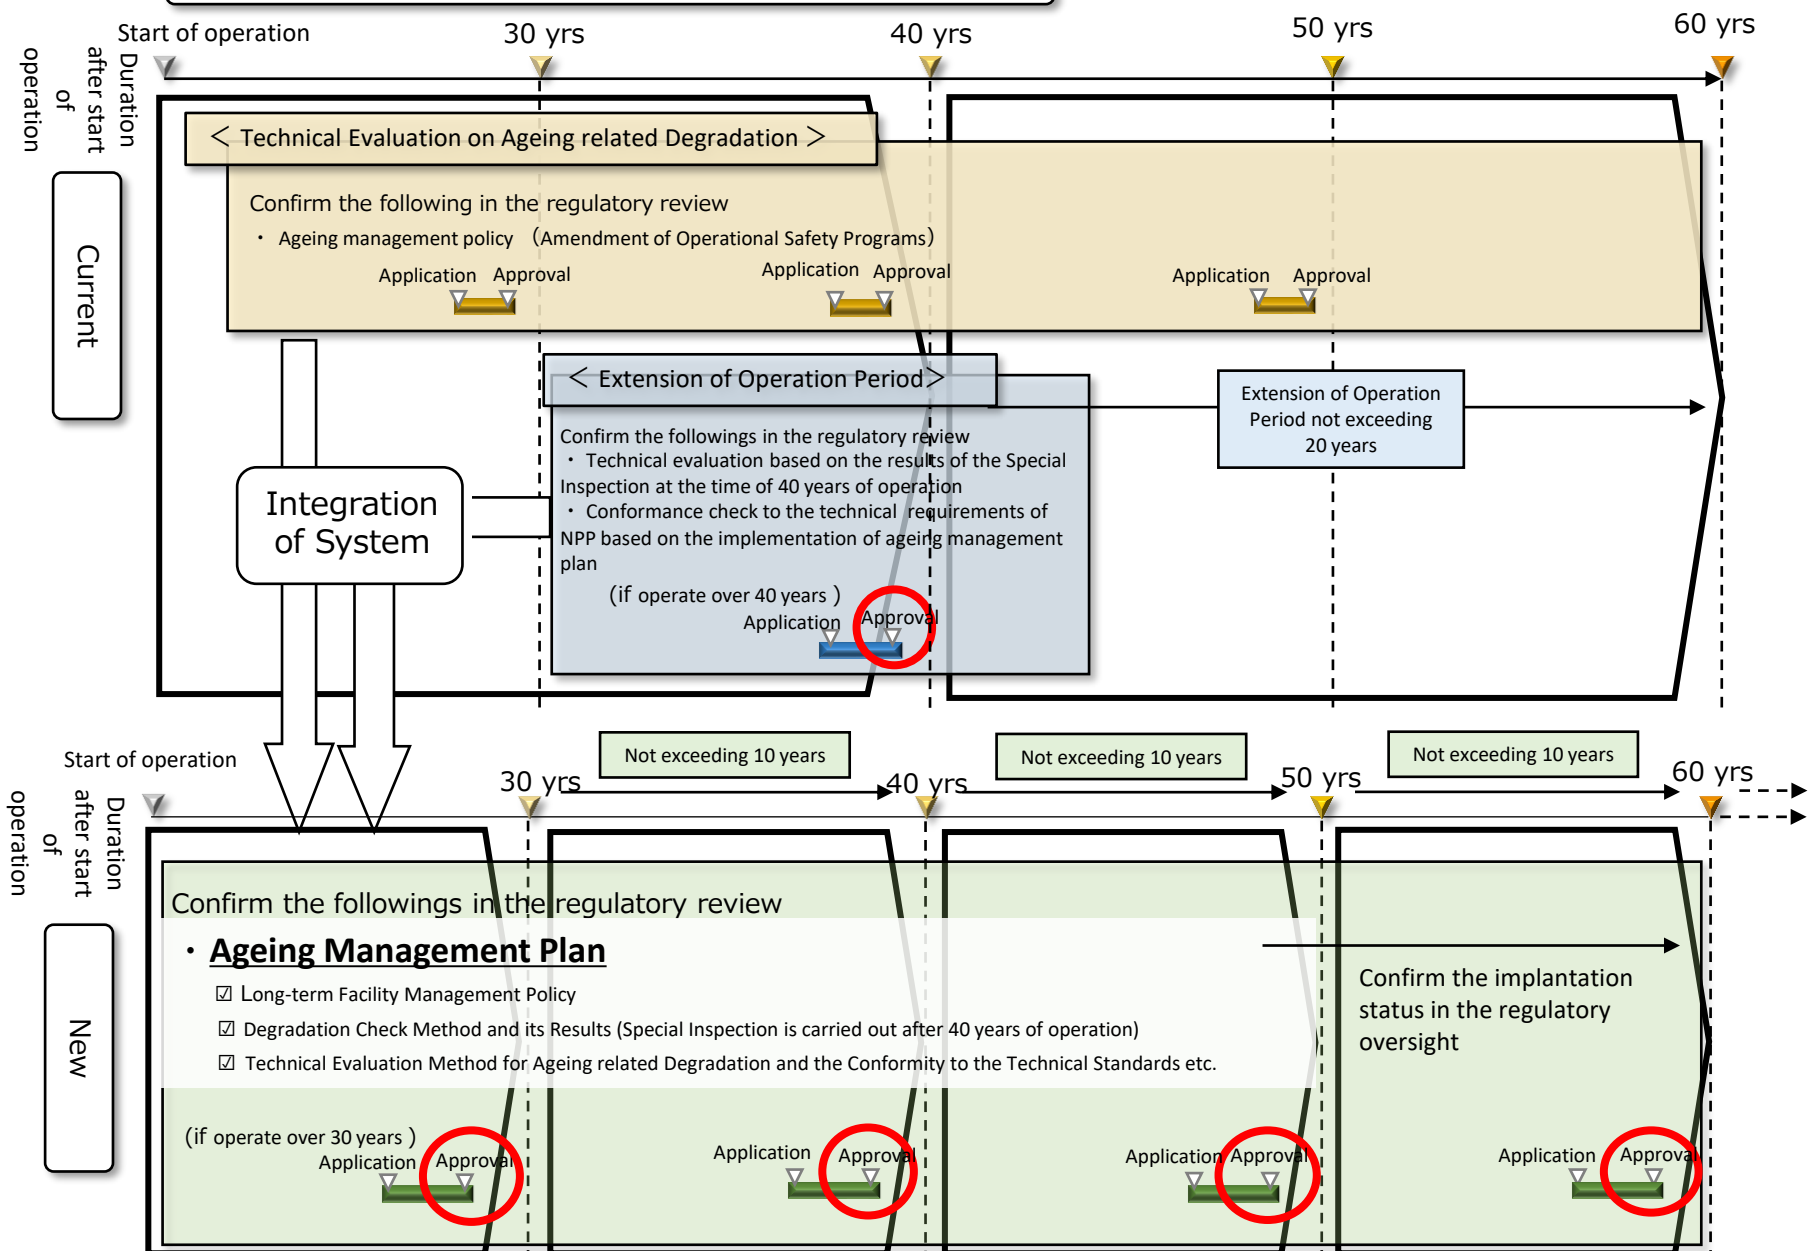 Start of operation
30 yrs
40 yrs
50 yrs
60 yrs
Duration
after start
of
operation
Current
< Technical Evaluation on Ageing related Degradation >
Confirm the following in the regulatory review
・ Ageing management policy （Amendment of Operational Safety Programs）
Application Approval
Application Approval
Application Approval
< Extension of Operation Period>
Confirm the followings in the regulatory review
・ Technical evaluation based on the results of the Special
Inspection at the time of 40 years of operation
・ Conformance check to the technical requirements of
NPP based on the implementation of ageing management
plan
(if operate over 40 years )
Application Approval
Extension of Operation
Period not exceeding
20 years
Integration
of System
Start of operation
30 yrs
Not exceeding 10 years
40 yrs
Not exceeding 10 years
50 yrs
Not exceeding 10 years
60 yrs
Duration
after start
of
operation
New
Confirm the followings in the regulatory review
・ Ageing Management Plan
☑ Long-term Facility Management Policy
☑ Degradation Check Method and its Results (Special Inspection is carried out after 40 years of operation)
☑ Technical Evaluation Method for Ageing related Degradation and the Conformity to the Technical Standards etc.
Confirm the implantation
status in the regulatory
oversight
(if operate over 30 years )
Application Approval
Application Approval
Application Approval
Application Approval